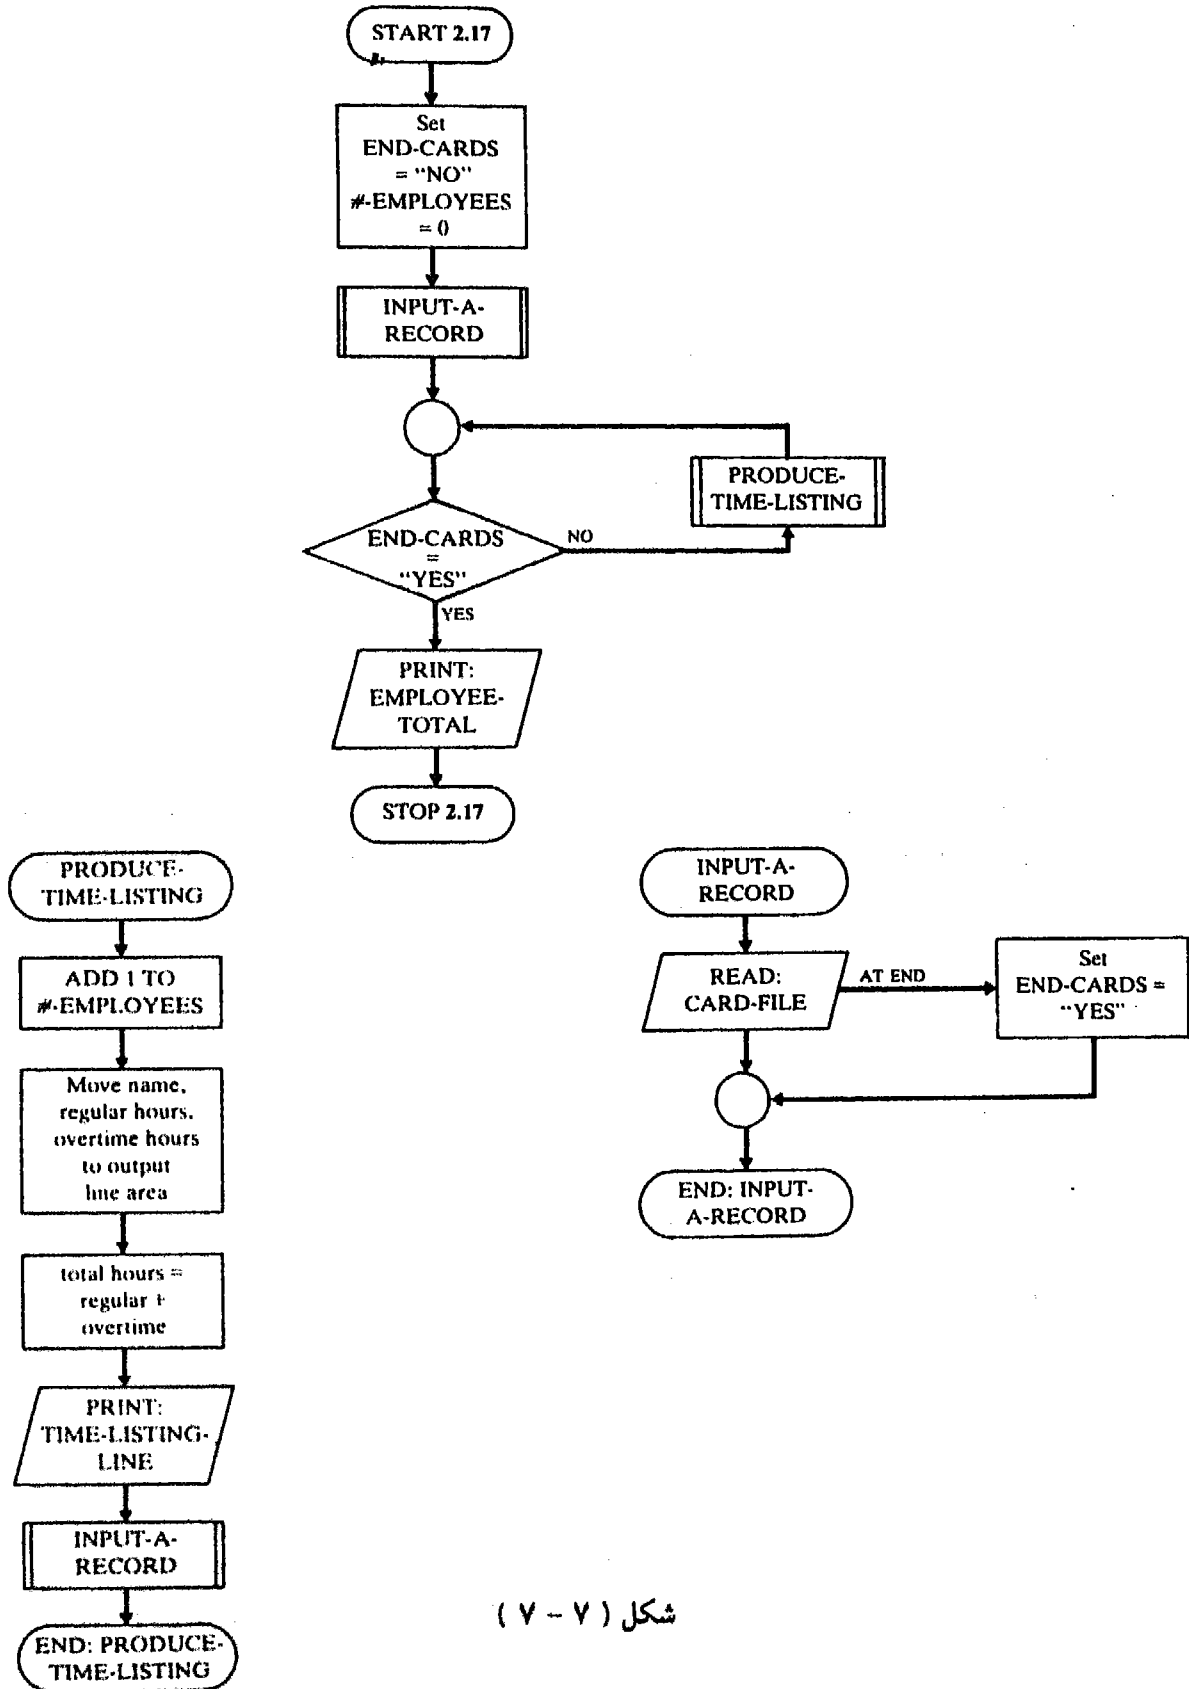 START 2.17
Set
END-CARDS
= “NO”
#-EMPLOYEES
= 0
INPUT-A-
RECORD
PRODUCE-
TIME-LISTING
END-CARDS
=
“YES”
NO
YES
PRINT:
EMPLOYEE-
TOTAL
STOP 2.17
PRODUCE-
TIME-LISTING
ADD 1 TO
#-EMPLOYEES
Move name,
regular hours,
overtime hours
to output
line area
total hours =
regular +
overtime
PRINT:
TIME-LISTING-
LINE
INPUT-A-
RECORD
END: PRODUCE-
TIME-LISTING
INPUT-A-
RECORD
READ:
CARD-FILE
AT END
Set
END-CARDS =
“YES”
END: INPUT-
A-RECORD
شكل ( ٧ – ٧ )